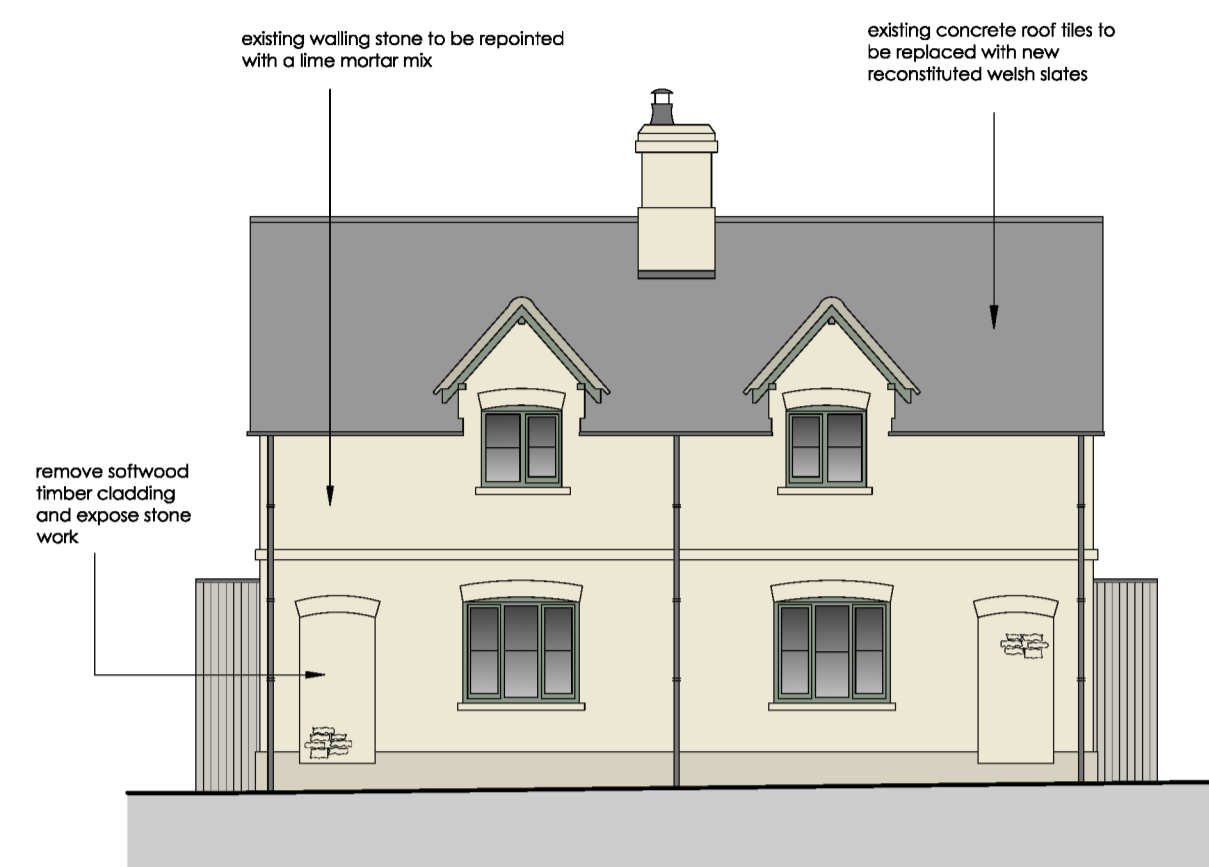 existing walling stone to be repointed
with a lime mortar mix
existing concrete roof tiles to
be replaced with new
reconstituted welsh slates
remove softwood
timber cladding
and expose stone
work